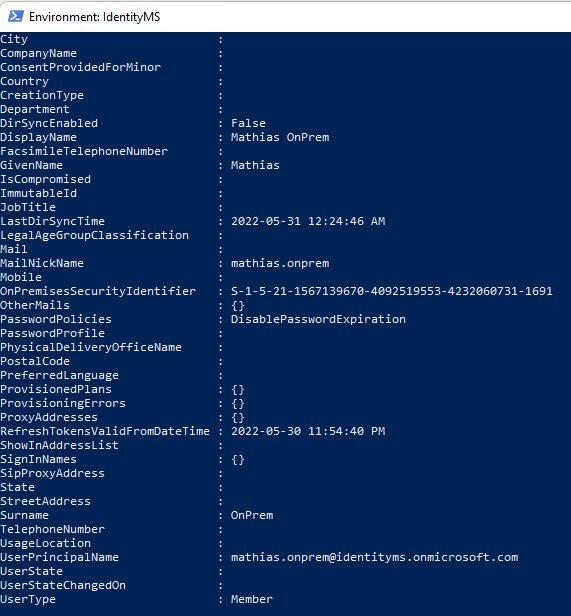 Environment: IdentityMS
City :
CompanyName :
ConsentProvidedForMinor :
Country :
CreationType :
Department :
DirSyncEnabled : False
DisplayName : Mathias OnPrem
FacsimileTelephoneNumber :
GivenName : Mathias
IsCompromised :
ImmutableId :
JobTitle :
LastDirSyncTime : 2022-05-31 12:24:46 AM
LegalAgeGroupClassification :
Mail :
MailNickName : mathias.onprem
Mobile :
OnPremisesSecurityIdentifier : S-1-5-21-1567139670-4092519553-4232060731-1691
OtherMails : {}
PasswordPolicies : DisablePasswordExpiration
PasswordProfile :
PhysicalDeliveryOfficeName :
PostalCode :
PreferredLanguage :
ProvisionedPlans : {}
ProvisioningErrors : {}
ProxyAddresses : {}
RefreshTokensValidFromDateTime : 2022-05-30 11:54:40 PM
ShowInAddressList :
SignInNames : {}
SipProxyAddress :
State :
StreetAddress :
Surname : OnPrem
TelephoneNumber :
UsageLocation :
UserPrincipalName : mathias.onprem@identityms.onmicrosoft.com
UserState :
UserStateChangedOn :
UserType : Member